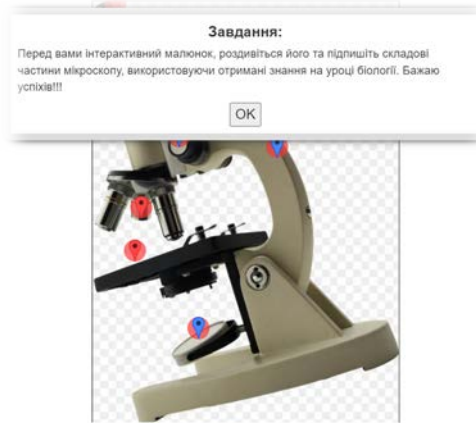 Завдання:
Перед вами інтерактивний малюнок, роздивіться його та підпишіть складові
частини мікроскопу, використовуючи отримані знання на уроці біології. Бажаю
успіхів!!!
OK